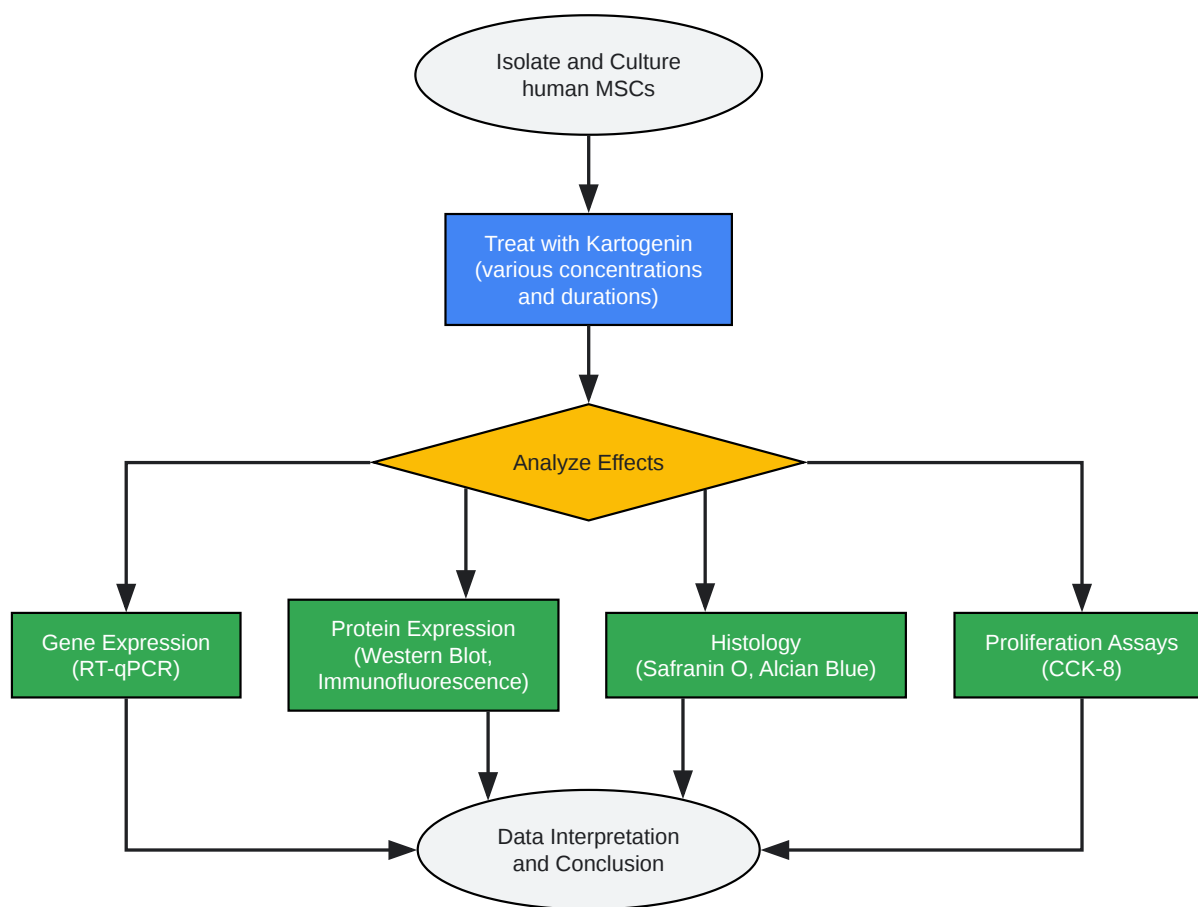 Isolate and Culture
human MSCs
Treat with Kartogenin
(various concentrations
and durations)
Analyze Effects
Gene Expression
(RT-qPCR)
Protein Expression
(Western Blot,
Immunofluorescence)
Histology
(Safranin O, Alcian Blue)
Proliferation Assays
(CCK-8)
Data Interpretation
and Conclusion